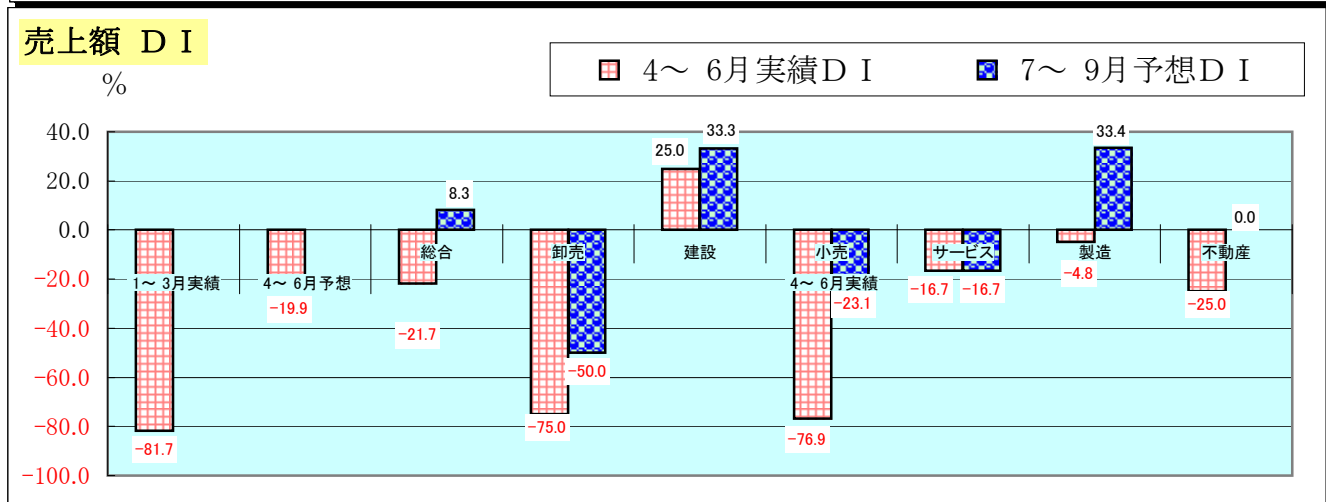 売上額 ＤＩ
%
4～ 6月実績ＤＩ
7～ 9月予想ＤＩ
40.0
20.0
0.0
-20.0
-40.0
-60.0
-80.0
-100.0
8.3
25.0
33.3
33.4
0.0
総合
卸売
建設
小売
サービス
製造
不動産
1～ 3月実績
4～ 6月予想
4～ 6月実績
-81.7
-19.9
-21.7
-75.0
-50.0
-76.9
-23.1
-16.7
-16.7
-4.8
-25.0